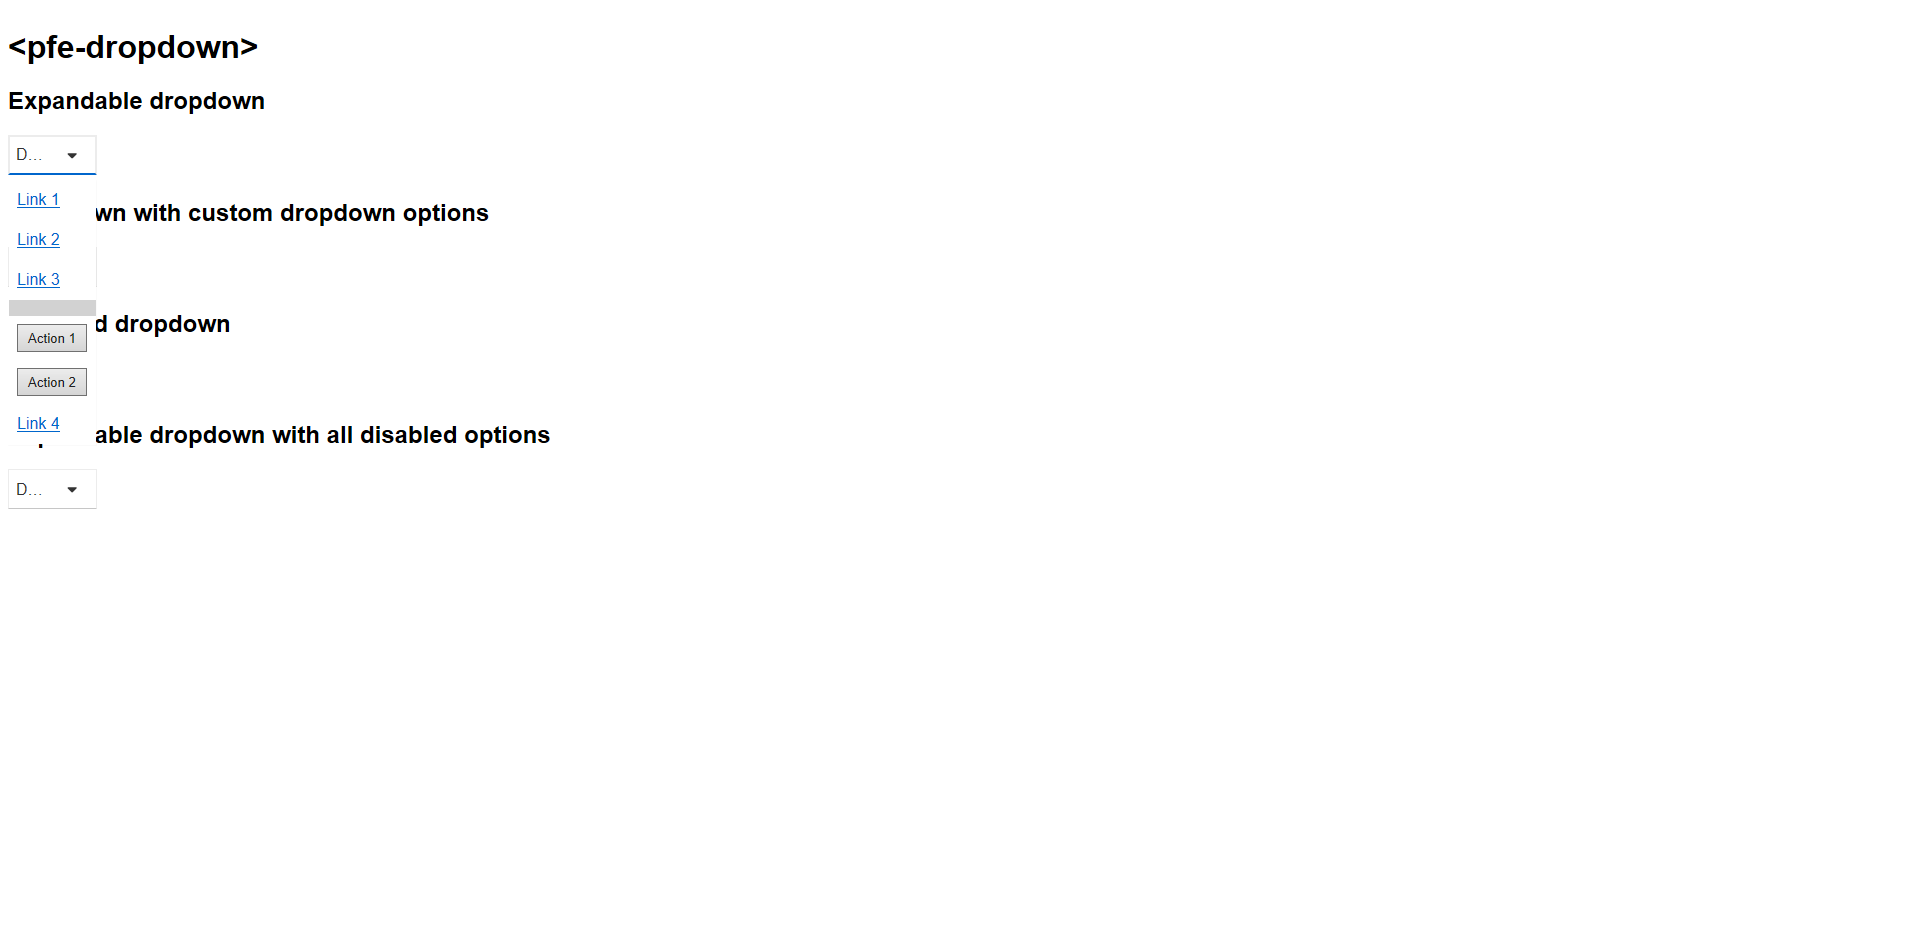 <pfe-dropdown>
Expandable dropdown
D...
Link 1
wn with custom dropdown options
Link 2
Link 3
d dropdown
Action 1
Action 2
Link 4
able dropdown with all disabled options
D...